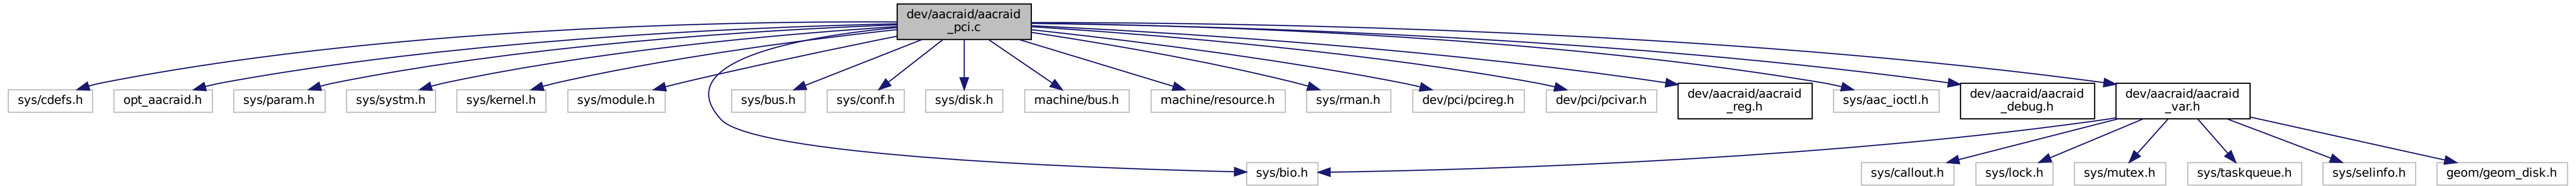 dev/aacraid/aacraid
_pci.c
sys/cdefs.h
opt_aacraid.h
sys/param.h
sys/systm.h
sys/kernel.h
sys/module.h
sys/bus.h
sys/conf.h
sys/disk.h
machine/bus.h
machine/resource.h
sys/rman.h
dev/pci/pcireg.h
dev/pci/pcivar.h
dev/aacraid/aacraid
_reg.h
sys/aac_ioctl.h
dev/aacraid/aacraid
_debug.h
dev/aacraid/aacraid
_var.h
sys/bio.h
sys/callout.h
sys/lock.h
sys/mutex.h
sys/taskqueue.h
sys/selinfo.h
geom/geom_disk.h